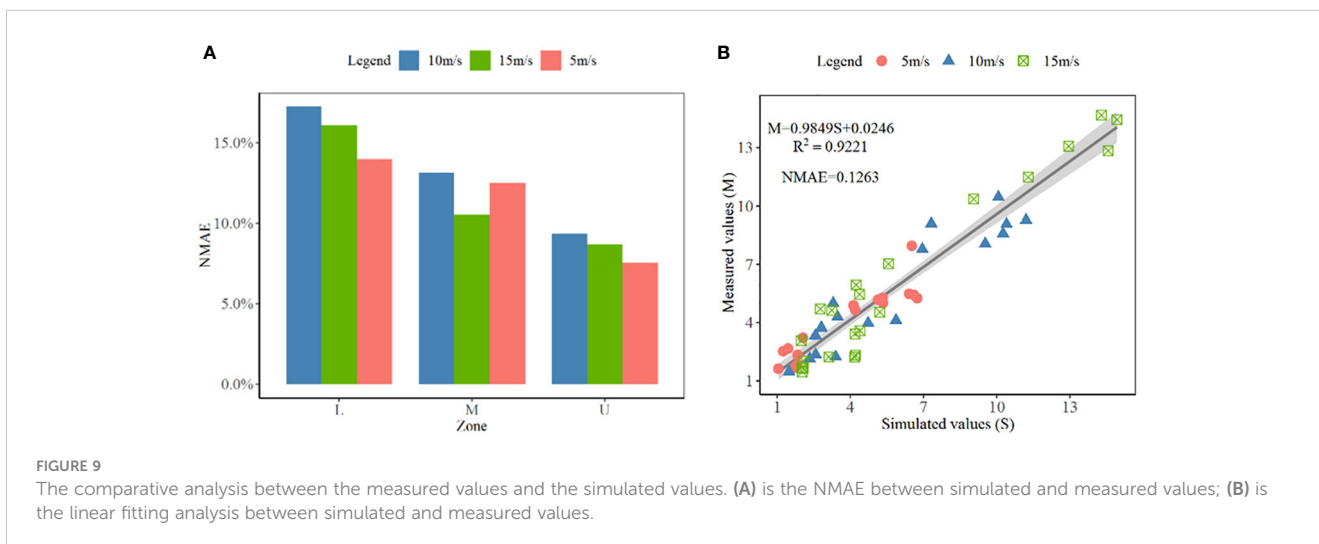 A
Legend 10m/s 15m/s 5m/s
NMAE
15.0%
10.0%
5.0%
0.0%
L M U
Zone
B
Legend 5m/s 10m/s 15m/s
M=0.9849S+0.0246
R² = 0.9221
NMAE=0.1263
Measured values (M)
13
10
7
4
1
1 4 7 10 13
Simulated values (S)
FIGURE 9
The comparative analysis between the measured values and the simulated values. (A) is the NMAE between simulated and measured values; (B) is
the linear fitting analysis between simulated and measured values.